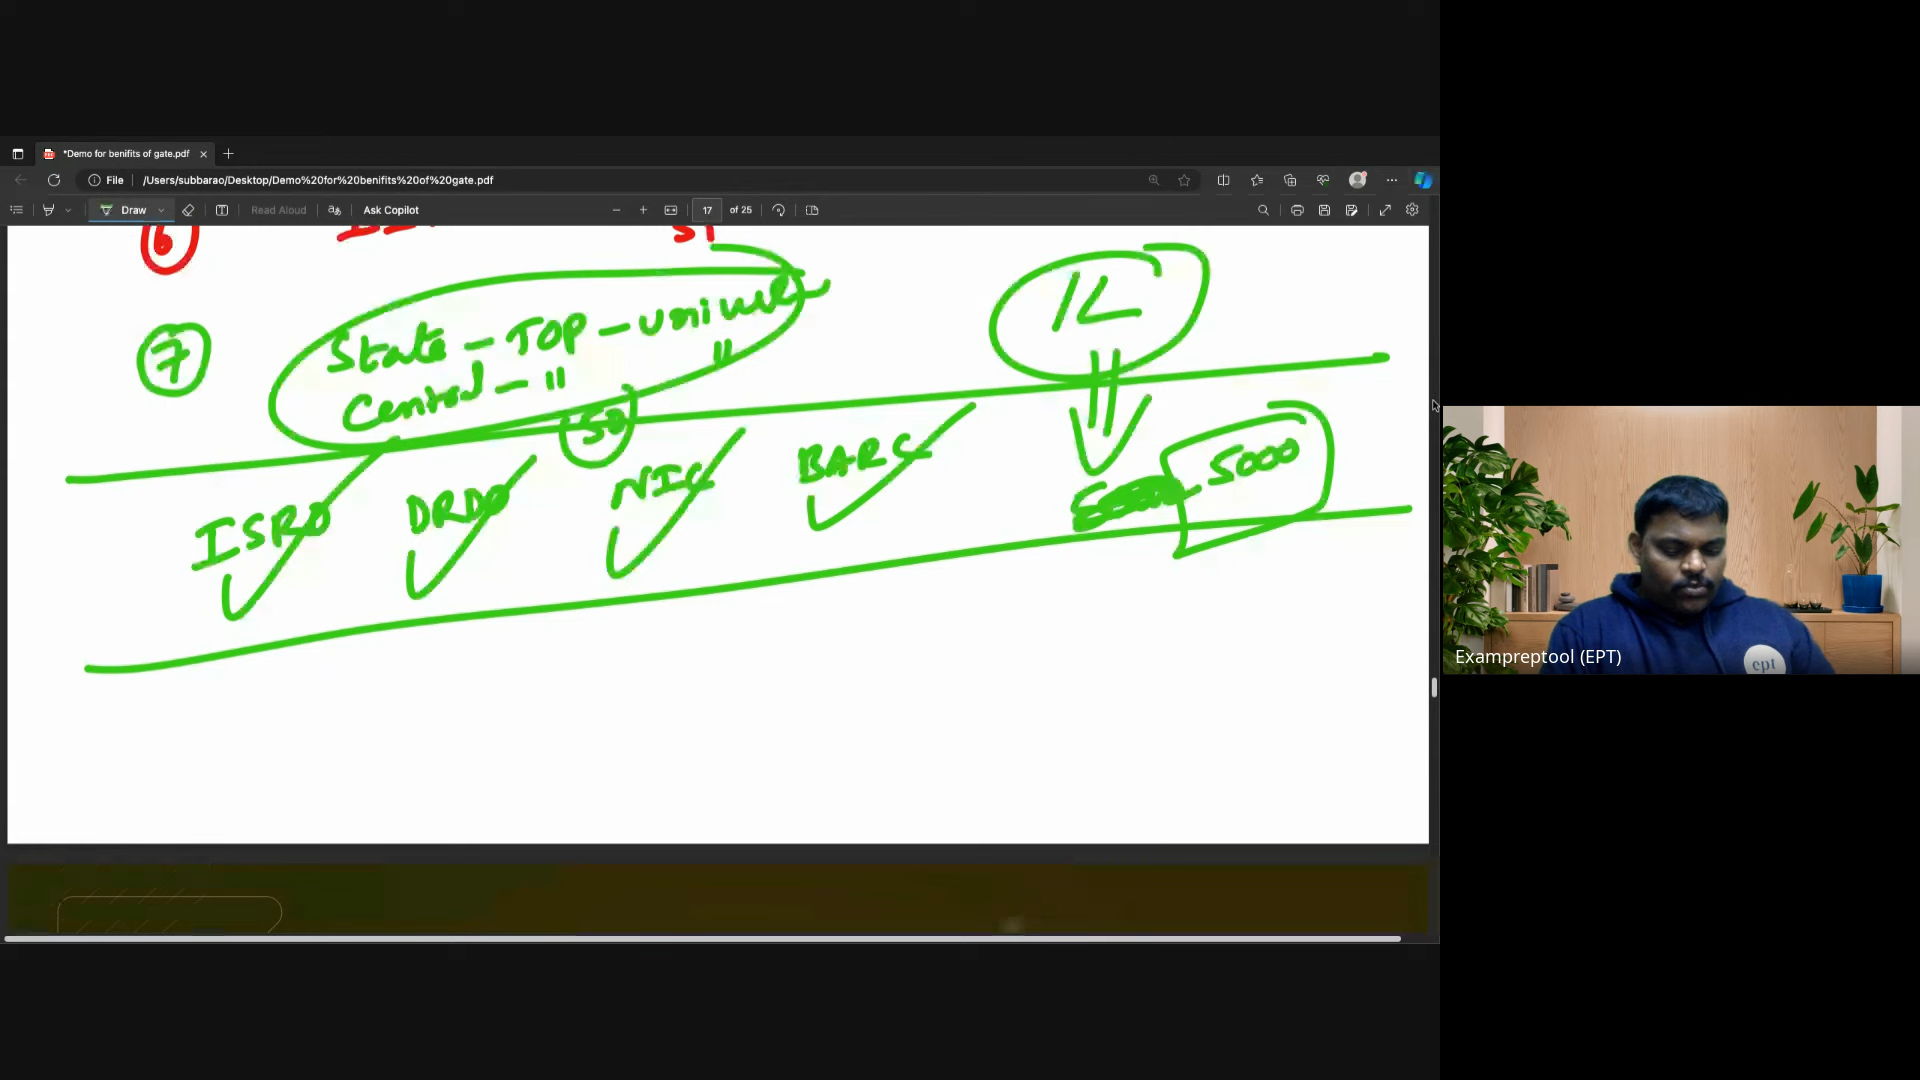 *Demo for benifits of gate.pdf
File
/Users/subbarao/Desktop/Demo%20for%20benifits%20of%20gate.pdf
Draw
Read Aloud
Ask Copilot
17
of 25
6
7
State - TOP - univer
Central - "
"
1L
50
ISRO
DRDO
NIC
BARC
5000
Exampreptool (EPT)
ept